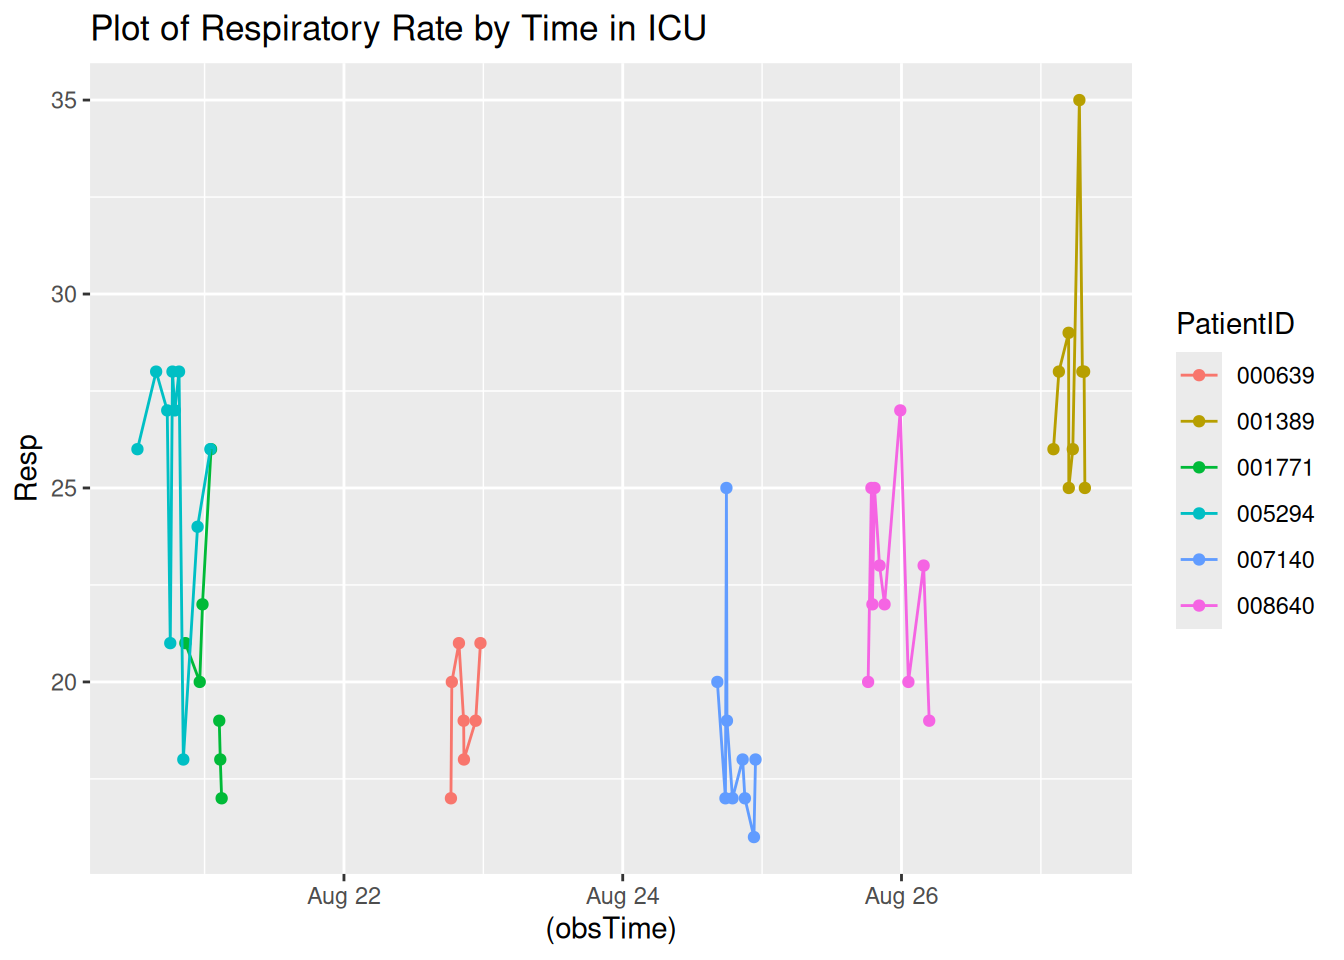 Plot of Respiratory Rate by Time in ICU
35
30
25
20
Resp
Aug 22
Aug 24
Aug 26
(obsTime)
PatientID
000639
001389
001771
005294
007140
008640